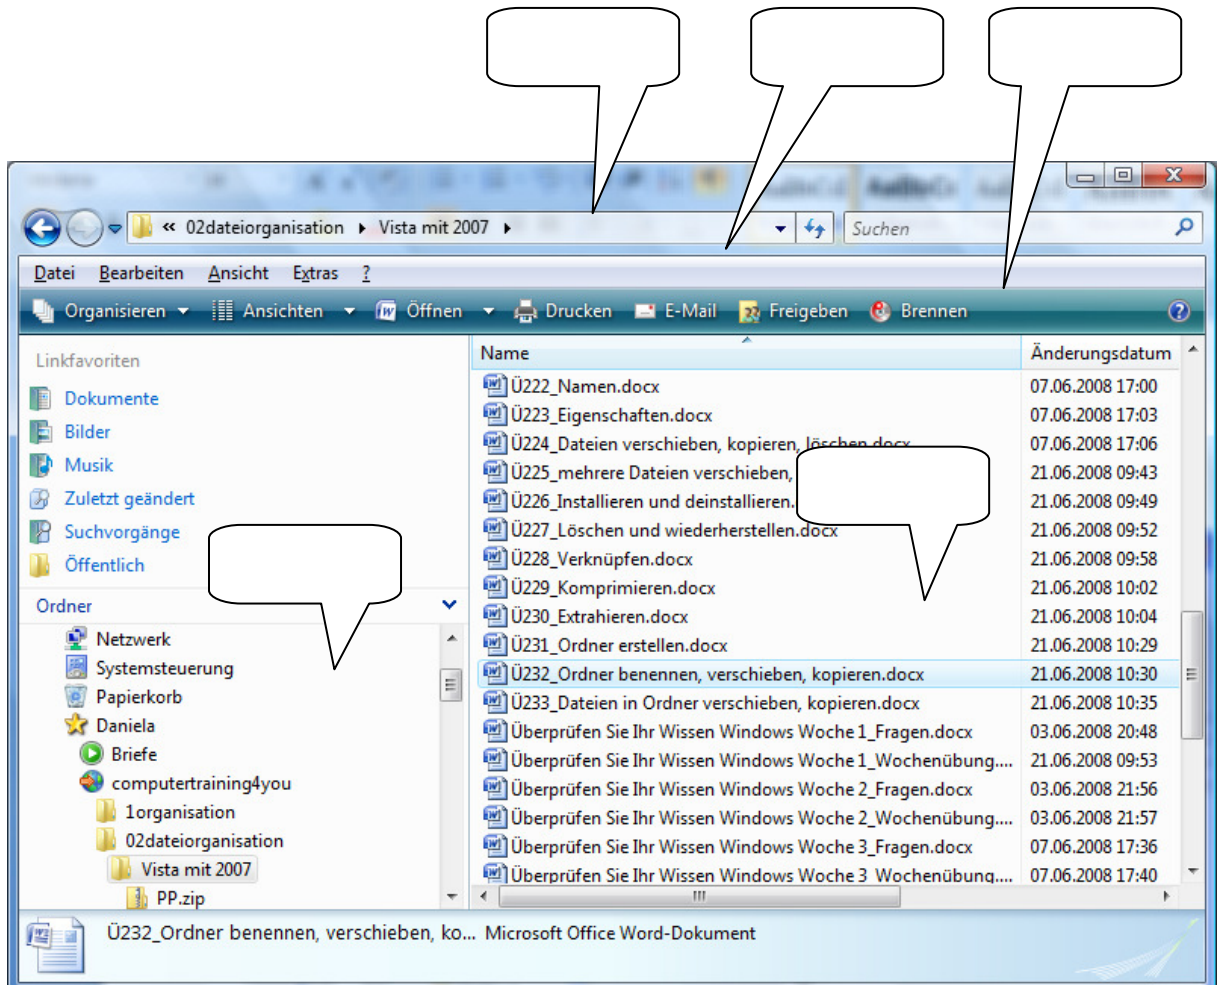 « 02dateiorganisation ▸ Vista mit 2007 ▸ Suchen
Datei Bearbeiten Ansicht Extras ?
Organisieren Ansichten Öffnen Drucken E-Mail Freigeben Brennen
Linkfavoriten
Dokumente
Bilder
Musik
Zuletzt geändert
Suchvorgänge
Öffentlich
Ordner
Netzwerk
Systemsteuerung
Papierkorb
Daniela
Briefe
computertraining4you
1organisation
02dateiorganisation
Vista mit 2007
PP.zip
Name Änderungsdatum
Ü222_Namen.docx 07.06.2008 17:00
Ü223_Eigenschaften.docx 07.06.2008 17:03
Ü224_Dateien verschieben, kopieren, löschen.docx 07.06.2008 17:06
Ü225_mehrere Dateien verschieben, 21.06.2008 09:43
Ü226_Installieren und deinstallieren. 21.06.2008 09:49
Ü227_Löschen und wiederherstellen.docx 21.06.2008 09:52
Ü228_Verknüpfen.docx 21.06.2008 09:58
Ü229_Komprimieren.docx 21.06.2008 10:02
Ü230_Extrahieren.docx 21.06.2008 10:04
Ü231_Ordner erstellen.docx 21.06.2008 10:29
Ü232_Ordner benennen, verschieben, kopieren.docx 21.06.2008 10:30
Ü233_Dateien in Ordner verschieben, kopieren.docx 21.06.2008 10:35
Überprüfen Sie Ihr Wissen Windows Woche 1_Fragen.docx 03.06.2008 20:48
Überprüfen Sie Ihr Wissen Windows Woche 1_Wochenübung.... 21.06.2008 09:53
Überprüfen Sie Ihr Wissen Windows Woche 2_Fragen.docx 03.06.2008 21:56
Überprüfen Sie Ihr Wissen Windows Woche 2_Wochenübung.... 03.06.2008 21:57
Überprüfen Sie Ihr Wissen Windows Woche 3_Fragen.docx 07.06.2008 17:36
Überprüfen Sie Ihr Wissen Windows Woche 3_Wochenübung.... 07.06.2008 17:40
Ü232_Ordner benennen, verschieben, ko... Microsoft Office Word-Dokument